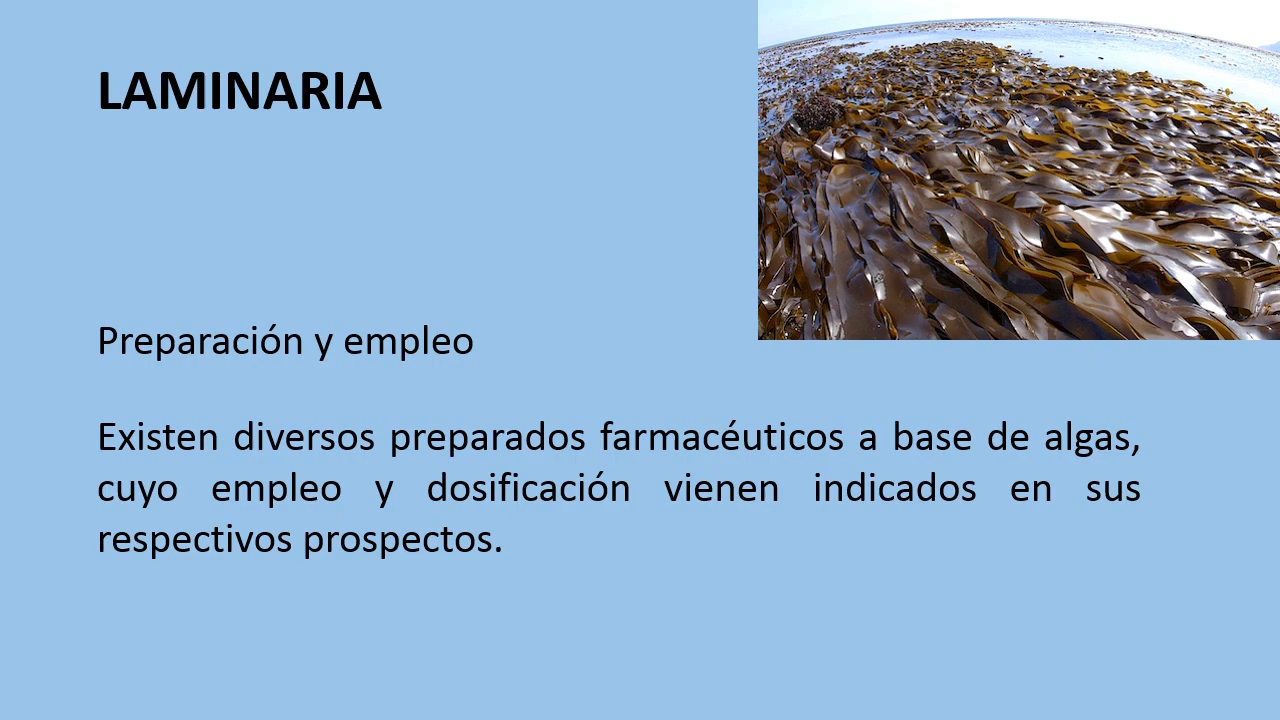 LAMINARIA
Preparación y empleo
Existen diversos preparados farmacéuticos a base de algas,
cuyo empleo y dosificación vienen indicados en sus
respectivos prospectos.